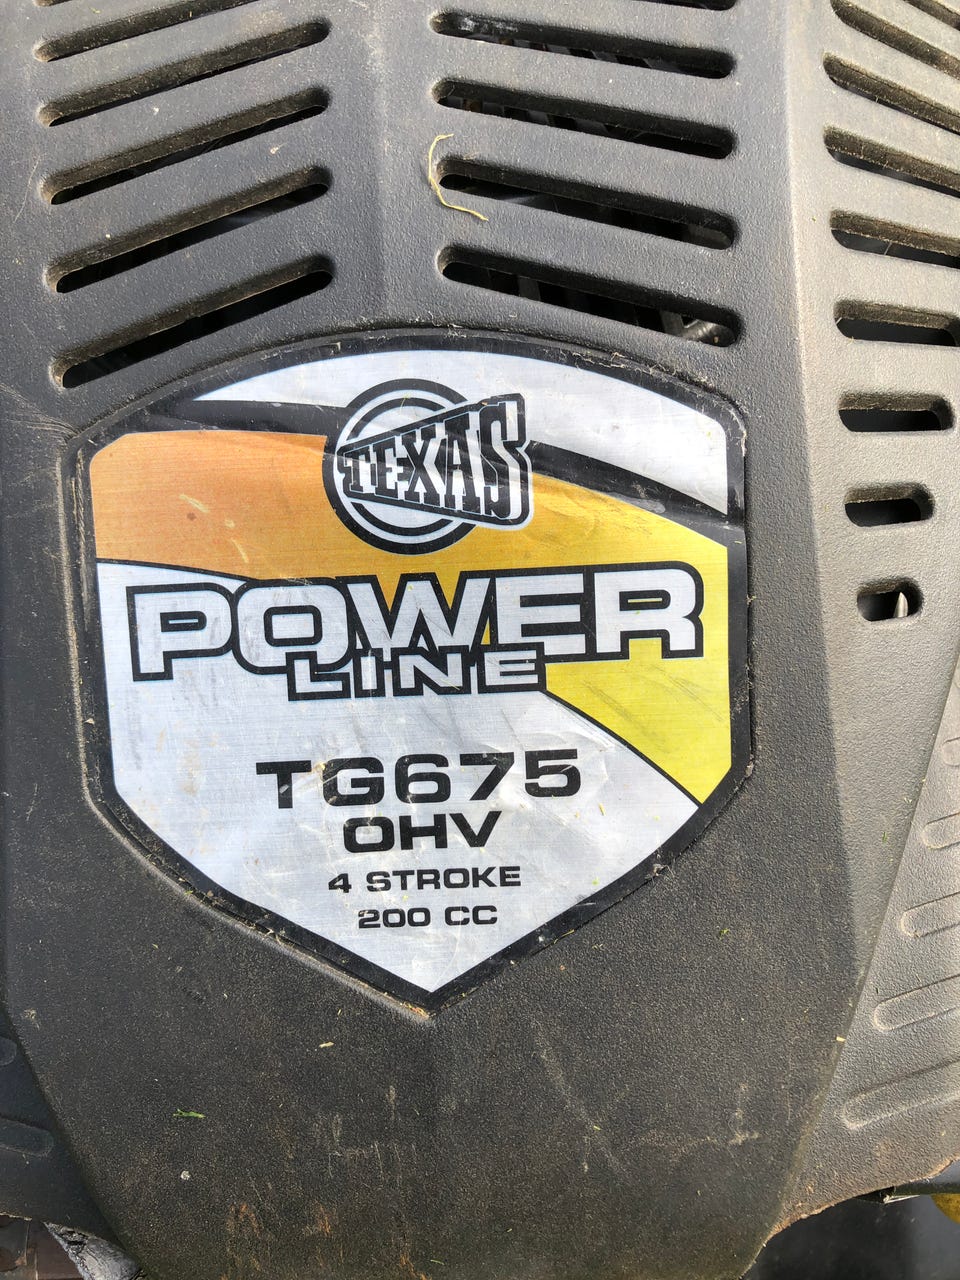 TEXAS
POWER
LINE
TG675
OHV
4 STROKE
200 CC